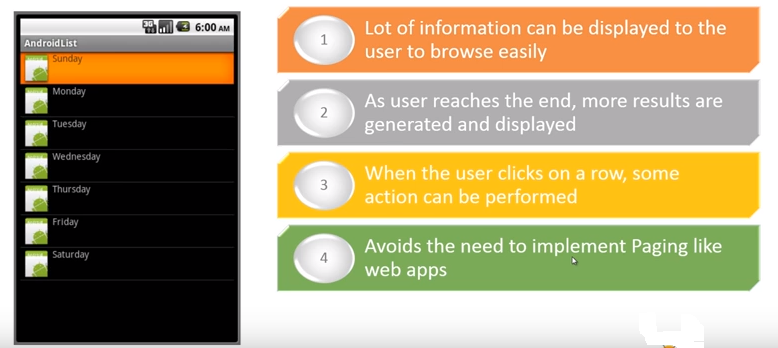 3G
6:00 AM
AndroidList
Sunday
Monday
Tuesday
Wednesday
Thursday
Friday
Saturday
1
Lot of information can be displayed to the
user to browse easily
2
As user reaches the end, more results are
generated and displayed
3
When the user clicks on a row, some
action can be performed
4
Avoids the need to implement Paging like
web apps